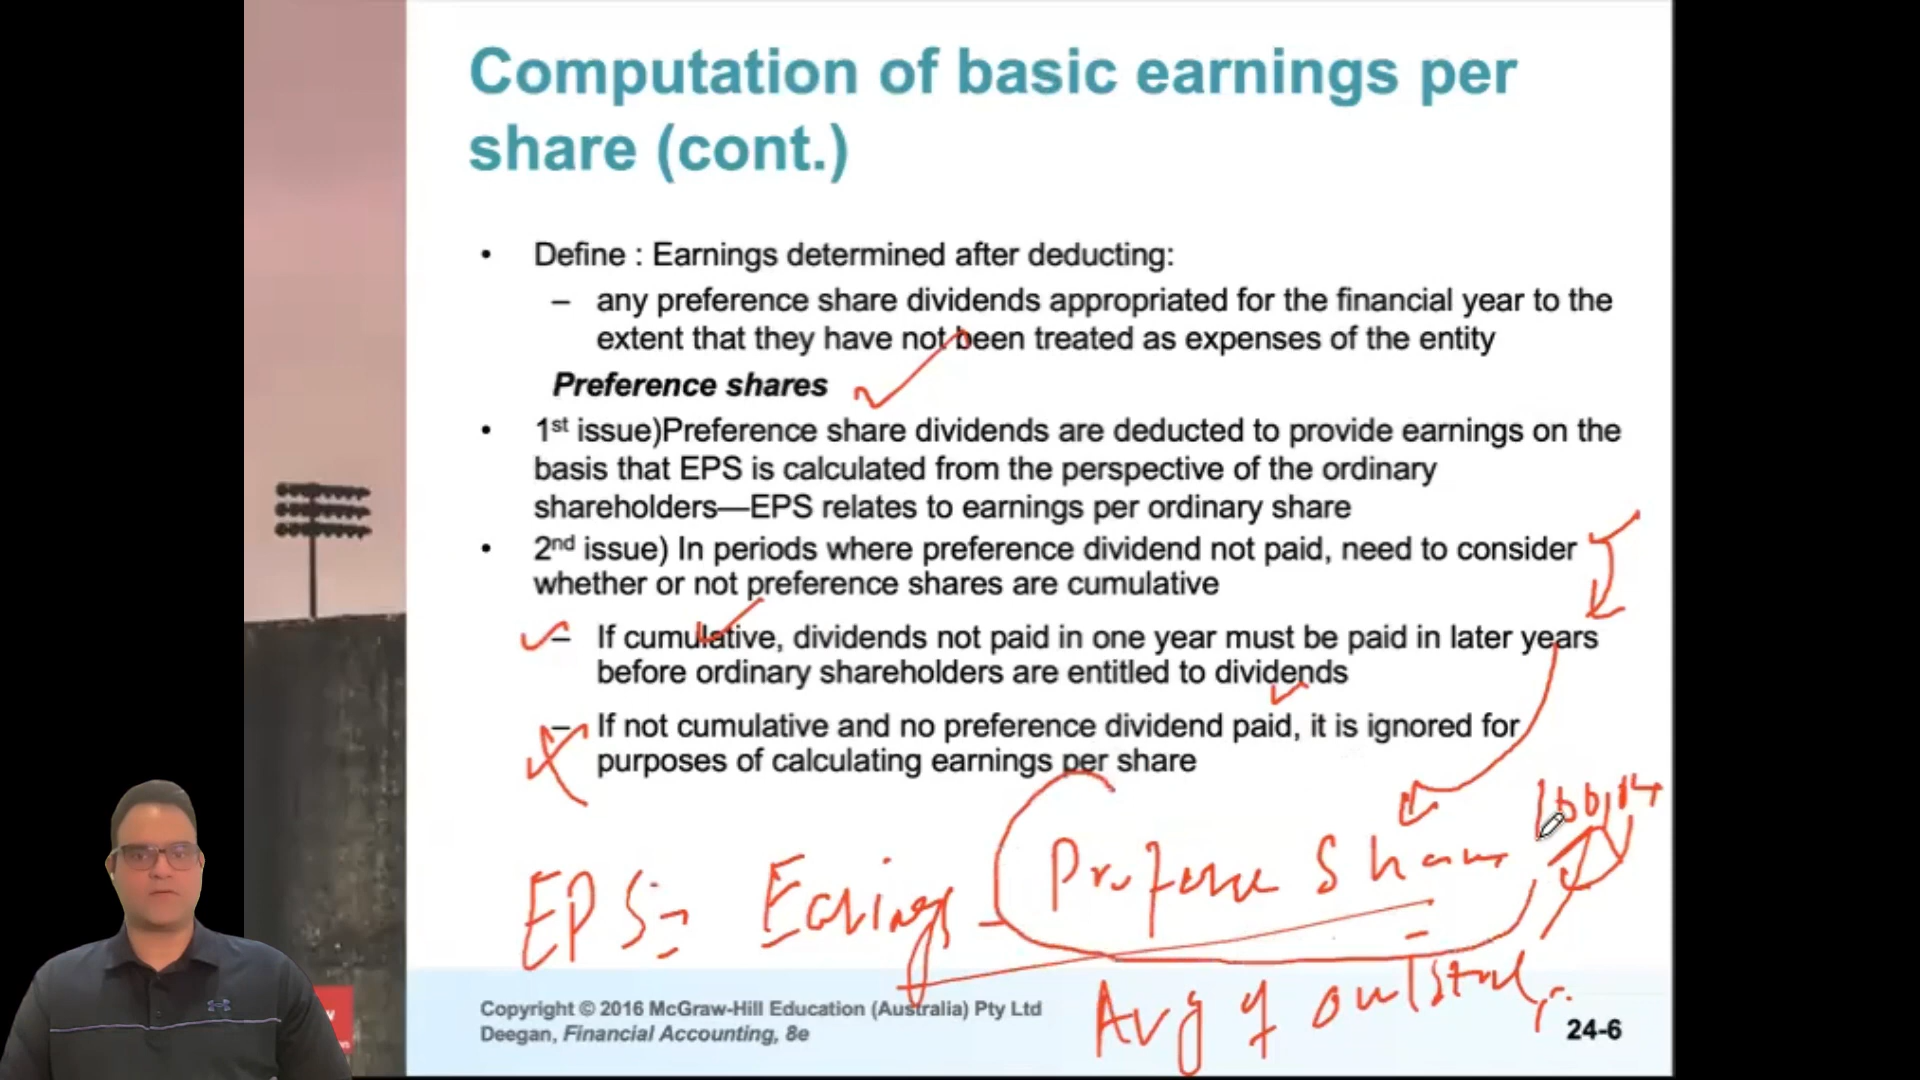 Computation of basic earnings per
share (cont.)
• Define : Earnings determined after deducting:
– any preference share dividends appropriated for the financial year to the
extent that they have not been treated as expenses of the entity
Preference shares
• 1st issue)Preference share dividends are deducted to provide earnings on the
basis that EPS is calculated from the perspective of the ordinary
shareholders—EPS relates to earnings per ordinary share
• 2nd issue) In periods where preference dividend not paid, need to consider
whether or not preference shares are cumulative
– If cumulative, dividends not paid in one year must be paid in later years
before ordinary shareholders are entitled to dividends
– If not cumulative and no preference dividend paid, it is ignored for
purposes of calculating earnings per share
EPS =
Avg of
Copyright © 2016 McGraw-Hill Education (Australia) Pty Ltd
Deegan, Financial Accounting, 8e
24-6